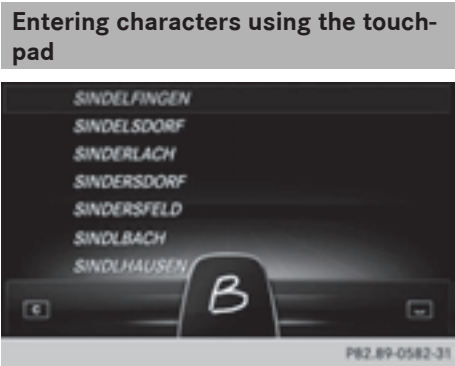 Entering characters using the touch-
pad
SINDELFINGEN
SINDELSDORF
SINDERLACH
SINDERSDORF
SINDERSFELD
SINDLBACH
SINDLHAUSEN
B
C
P82.89-0582-31